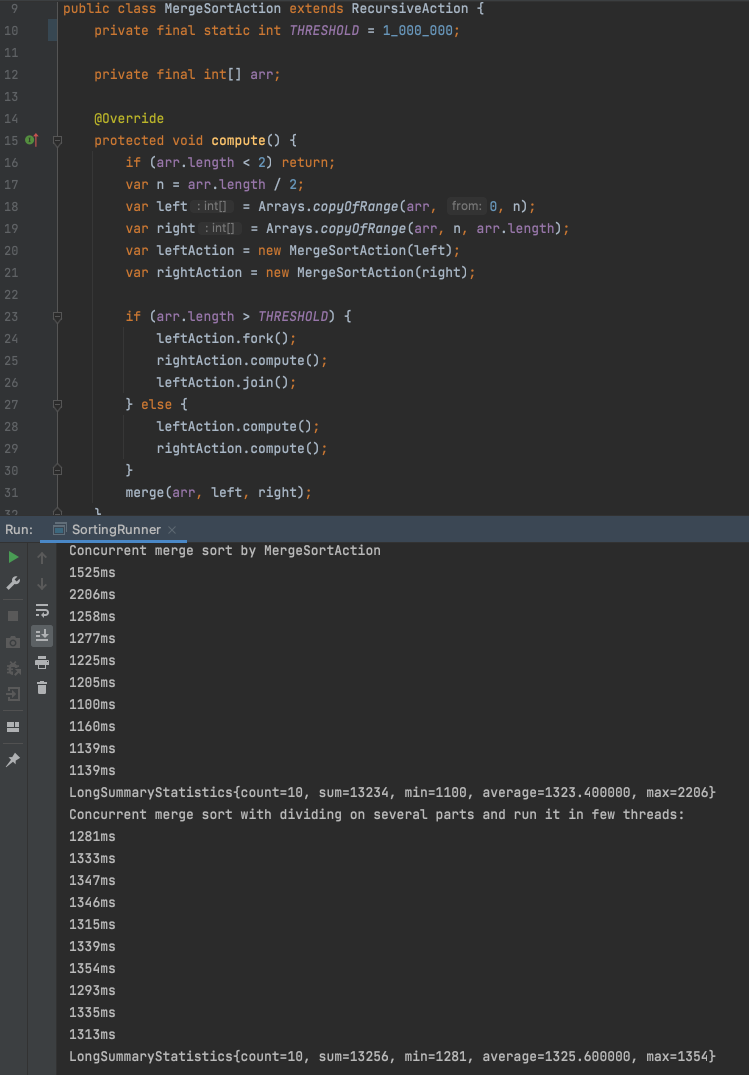 9 public class MergeSortAction extends RecursiveAction {
10 private final static int THRESHOLD = 1_000_000;
11
12 private final int[] arr;
13
14 @Override
15 protected void compute() {
16 if (arr.length < 2) return;
17 var n = arr.length / 2;
18 var left : int[] = Arrays.copyOfRange(arr, from: 0, n);
19 var right : int[] = Arrays.copyOfRange(arr, n, arr.length);
20 var leftAction = new MergeSortAction(left);
21 var rightAction = new MergeSortAction(right);
22
23 if (arr.length > THRESHOLD) {
24 leftAction.fork();
25 rightAction.compute();
26 leftAction.join();
27 } else {
28 leftAction.compute();
29 rightAction.compute();
30 }
31 merge(arr, left, right);
32 }
Run: SortingRunner ×
Concurrent merge sort by MergeSortAction
1525ms
2206ms
1258ms
1277ms
1225ms
1205ms
1100ms
1160ms
1139ms
1139ms
LongSummaryStatistics{count=10, sum=13234, min=1100, average=1323.400000, max=2206}
Concurrent merge sort with dividing on several parts and run it in few threads:
1281ms
1333ms
1347ms
1346ms
1315ms
1339ms
1354ms
1293ms
1335ms
1313ms
LongSummaryStatistics{count=10, sum=13256, min=1281, average=1325.600000, max=1354}